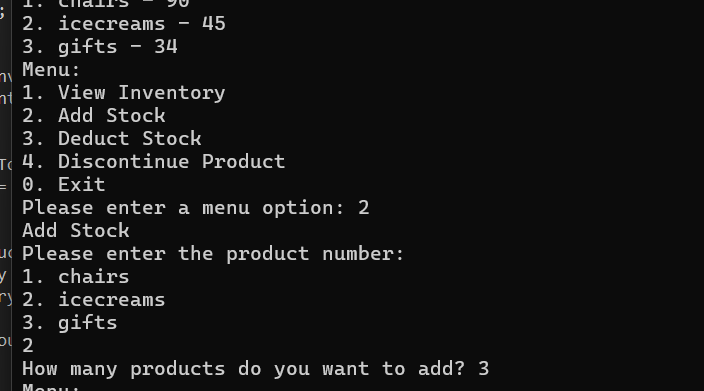 1. chairs - 90
2. icecreams - 45
3. gifts - 34
Menu:
1. View Inventory
2. Add Stock
3. Deduct Stock
4. Discontinue Product
0. Exit
Please enter a menu option: 2
Add Stock
Please enter the product number:
1. chairs
2. icecreams
3. gifts
2
How many products do you want to add? 3
Menu: